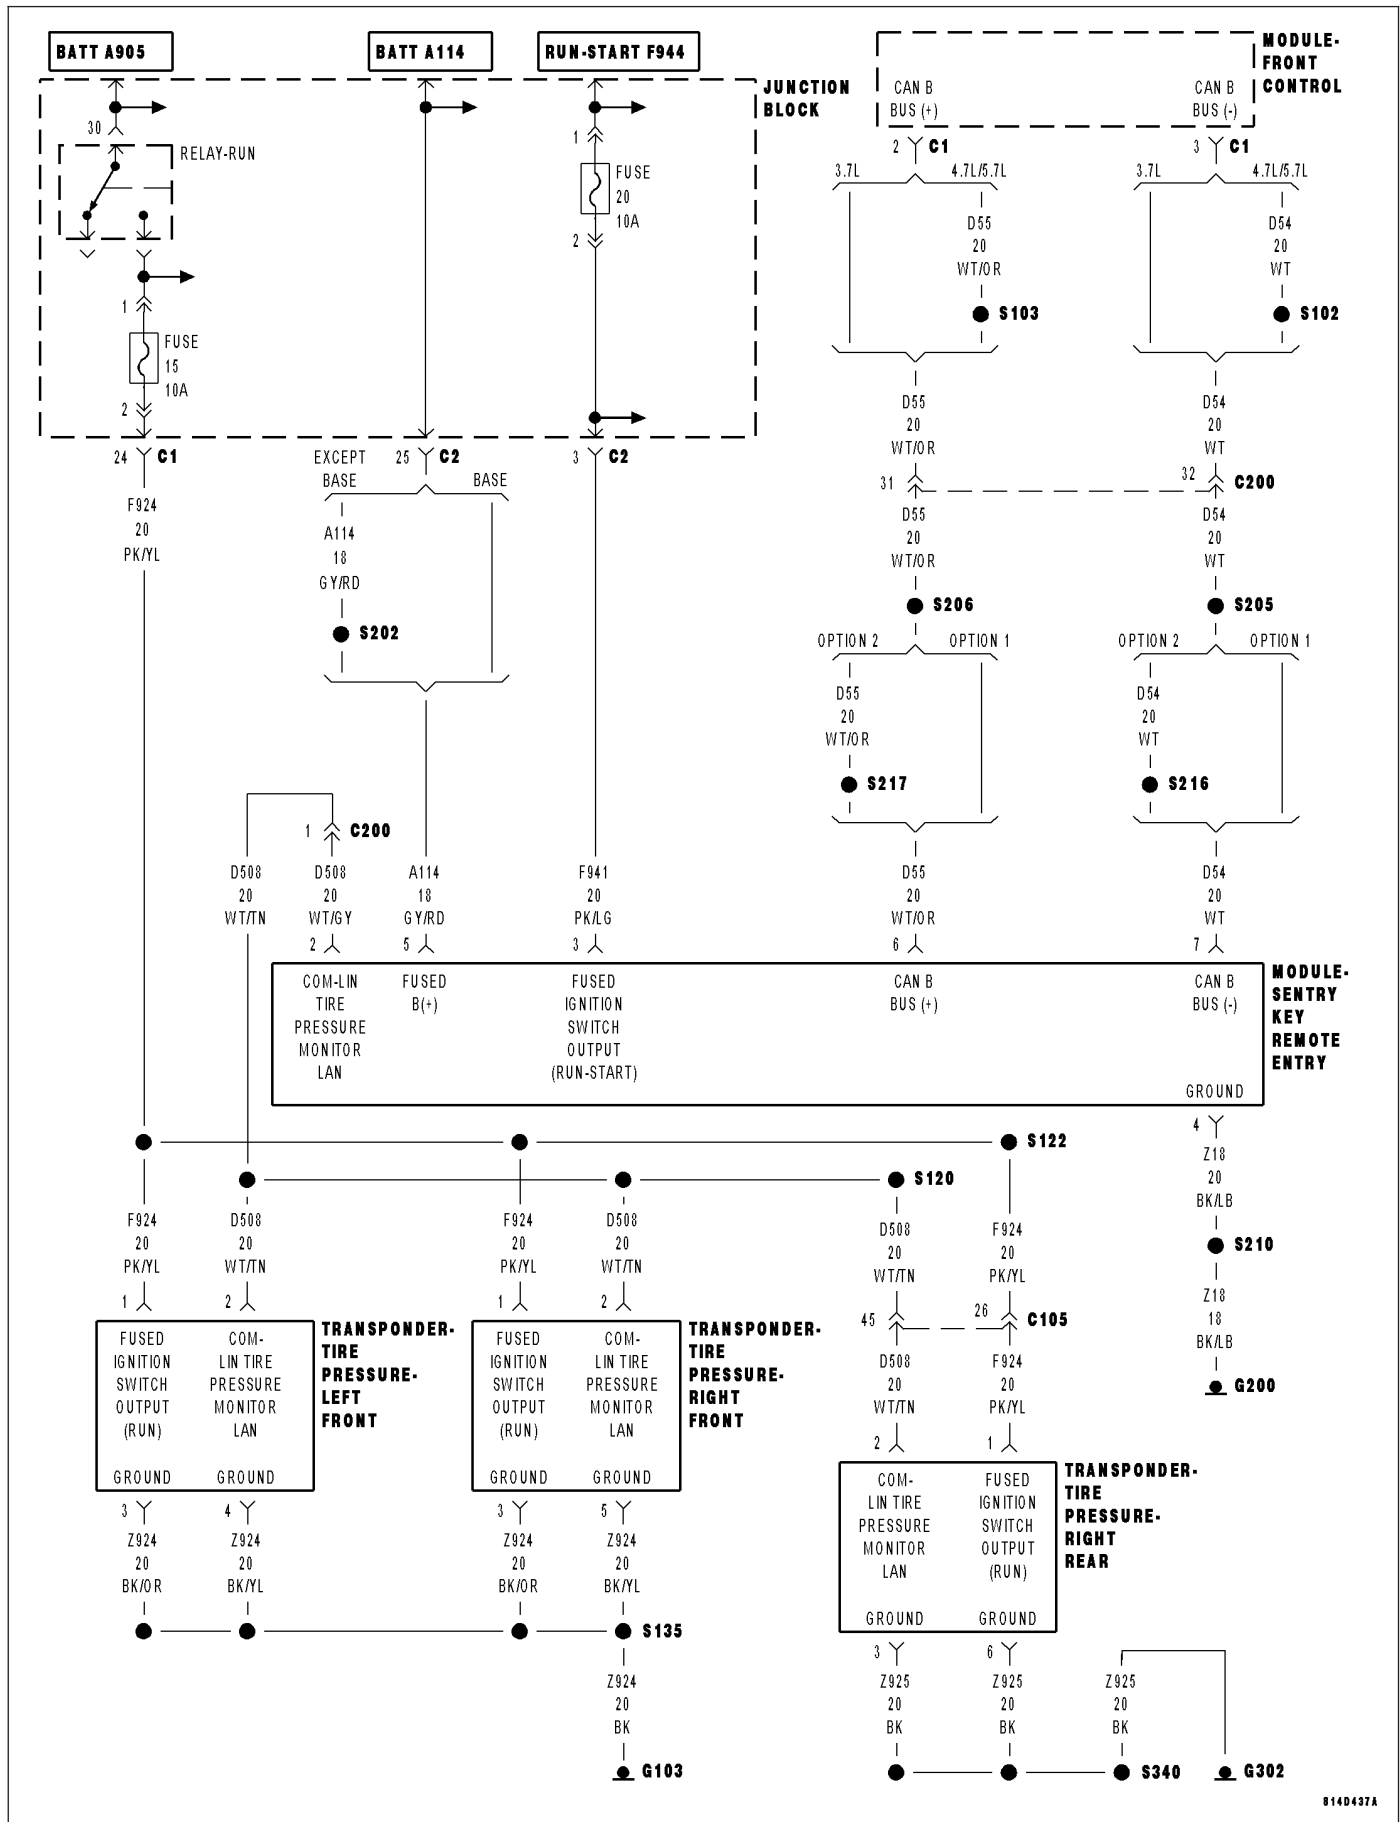 BATT A905
BATT A114
RUN-START F944
MODULE-
FRONT
CONTROL
JUNCTION
BLOCK
CAN B
BUS (+)
CAN B
BUS (-)
30
RELAY-RUN
1
FUSE
20
10A
2
2 C1
3 C1
3.7L
4.7L/5.7L
3.7L
4.7L/5.7L
D55
20
WT/OR
S103
D54
20
WT
S102
1
FUSE
15
10A
2
24 C1
25 C2
3 C2
EXCEPT
BASE
BASE
F924
20
PK/YL
A114
18
GY/RD
S202
D55
20
WT/OR
D54
20
WT
31
32
C200
D55
20
WT/OR
D54
20
WT
S206
S205
OPTION 2
OPTION 1
OPTION 2
OPTION 1
D55
20
WT/OR
S217
D54
20
WT
S216
1
C200
D508
20
WT/TN
D508
20
WT/GY
A114
18
GY/RD
F941
20
PK/LG
D55
20
WT/OR
D54
20
WT
2
5
3
6
7
COM-LIN
TIRE
PRESSURE
MONITOR
LAN
FUSED
B(+)
FUSED
IGNITION
SWITCH
OUTPUT
(RUN-START)
CAN B
BUS (+)
CAN B
BUS (-)
MODULE-
SENTRY
KEY
REMOTE
ENTRY
GROUND
4
Z18
20
BK/LB
S210
Z18
18
BK/LB
G200
S122
S120
F924
20
PK/YL
D508
20
WT/TN
F924
20
PK/YL
D508
20
WT/TN
D508
20
WT/TN
F924
20
PK/YL
1
2
1
2
45
26
C105
D508
20
WT/TN
F924
20
PK/YL
2
1
FUSED
IGNITION
SWITCH
OUTPUT
(RUN)
COM-
LIN TIRE
PRESSURE
MONITOR
LAN
GROUND
GROUND
TRANSPONDER-
TIRE
PRESSURE-
LEFT
FRONT
FUSED
IGNITION
SWITCH
OUTPUT
(RUN)
COM-
LIN TIRE
PRESSURE
MONITOR
LAN
GROUND
GROUND
TRANSPONDER-
TIRE
PRESSURE-
RIGHT
FRONT
COM-
LIN TIRE
PRESSURE
MONITOR
LAN
FUSED
IGNITION
SWITCH
OUTPUT
(RUN)
GROUND
GROUND
TRANSPONDER-
TIRE
PRESSURE-
RIGHT
REAR
3
4
3
5
Z924
20
BK/OR
Z924
20
BK/YL
Z924
20
BK/OR
Z924
20
BK/YL
S135
Z924
20
BK
G103
3
6
Z925
20
BK
Z925
20
BK
Z925
20
BK
S340
G302
814D437A